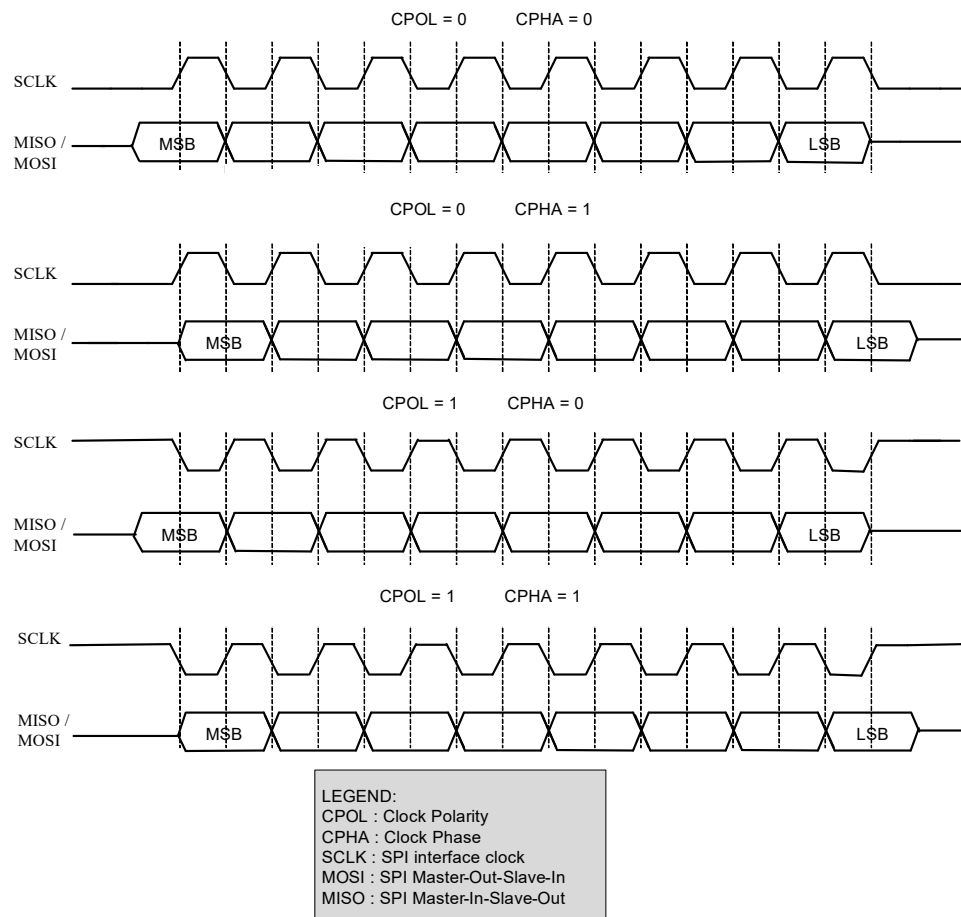 CPOL = 0 CPHA = 0
SCLK
MISO /
MOSI
MSB LSB
CPOL = 0 CPHA = 1
SCLK
MISO /
MOSI
MSB LSB
CPOL = 1 CPHA = 0
SCLK
MISO /
MOSI
MSB LSB
CPOL = 1 CPHA = 1
SCLK
MISO /
MOSI
MSB LSB
LEGEND:
CPOL : Clock Polarity
CPHA : Clock Phase
SCLK : SPI interface clock
MOSI : SPI Master-Out-Slave-In
MISO : SPI Master-In-Slave-Out